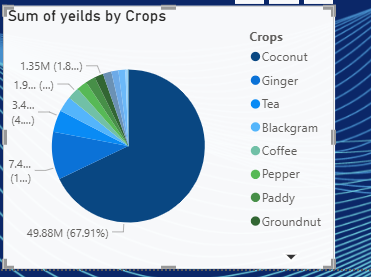 Sum of yeilds by Crops
Crops
1.35M (1.8...)
1.9... (...)
3.4...
(4....)
7.4...
(1...)
49.88M (67.91%)
Coconut
Ginger
Tea
Blackgram
Coffee
Pepper
Paddy
Groundnut